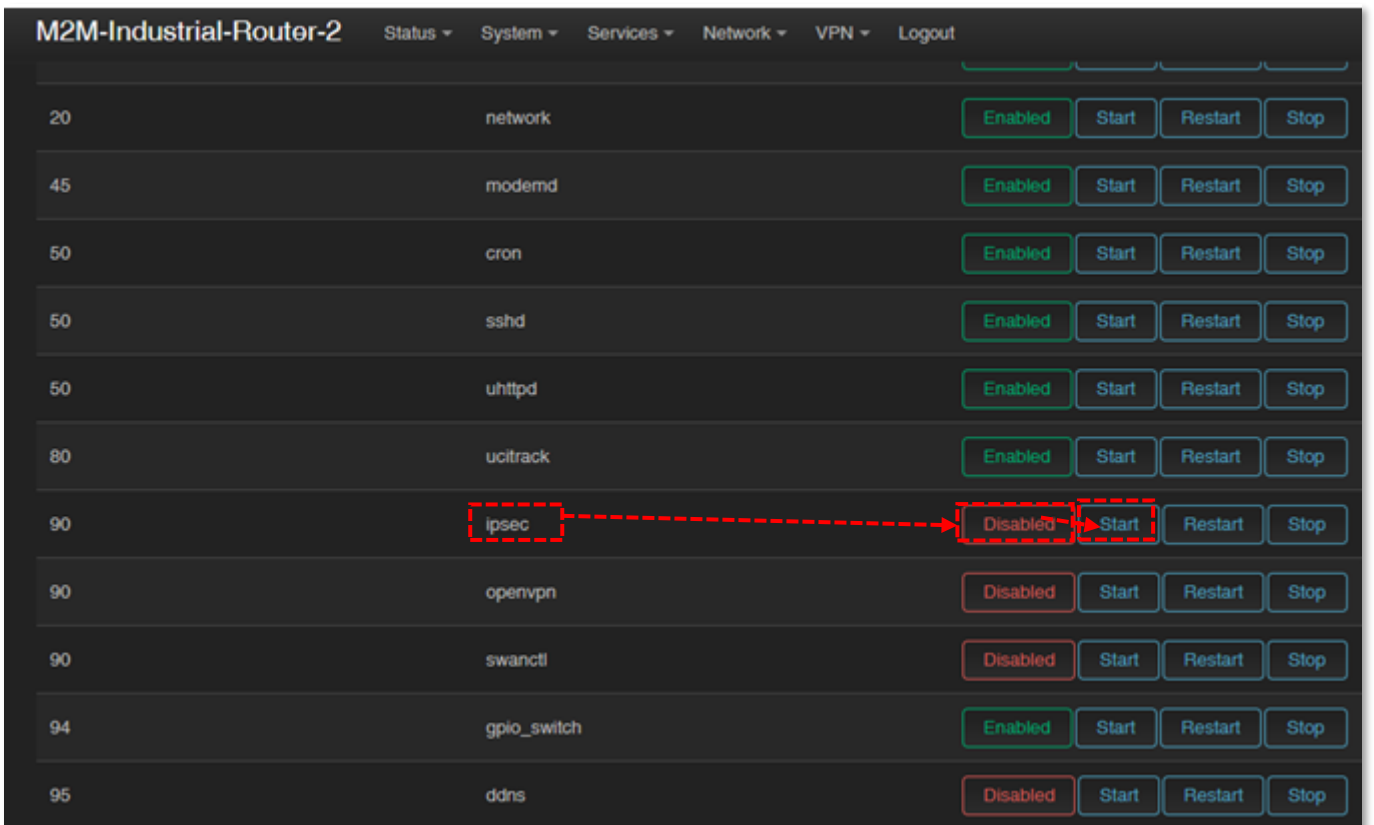 M2M-Industrial-Router-2 Status System Services Network VPN Logout
20 network Enabled Start Restart Stop
45 modemd Enabled Start Restart Stop
50 cron Enabled Start Restart Stop
50 sshd Enabled Start Restart Stop
50 uhttpd Enabled Start Restart Stop
80 ucitrack Enabled Start Restart Stop
90 ipsec Disabled Start Restart Stop
90 openvpn Disabled Start Restart Stop
90 swanctl Disabled Start Restart Stop
94 gpio_switch Enabled Start Restart Stop
95 ddns Disabled Start Restart Stop